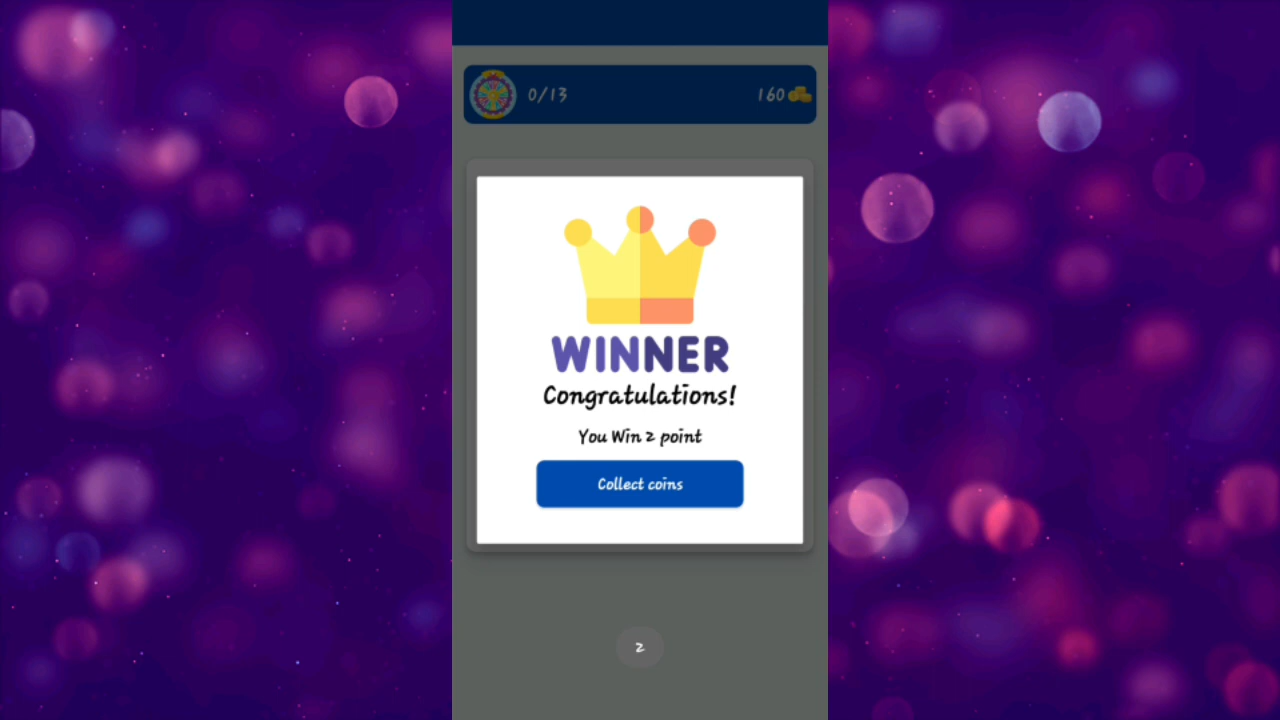 0/13
160
WINNER
Congratulations!
You Win 2 point
Collect coins
2